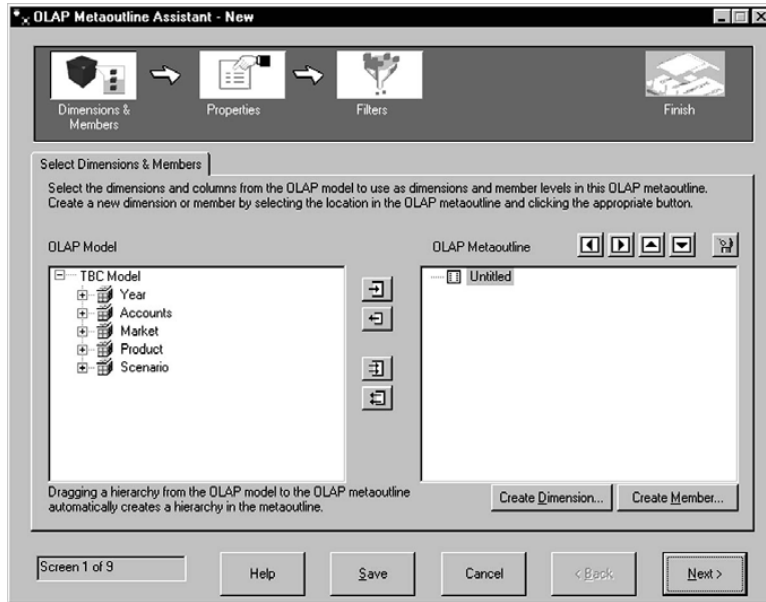 OLAP Metaoutline Assistant - New
Dimensions &
Members
Properties
Filters
Finish
Select Dimensions & Members
Select the dimensions and columns from the OLAP model to use as dimensions and member levels in this OLAP metaoutline.
Create a new dimension or member by selecting the location in the OLAP metaoutline and clicking the appropriate button.
OLAP Model
OLAP Metaoutline
TBC Model
Year
Accounts
Market
Product
Scenario
Untitled
Dragging a hierarchy from the OLAP model to the OLAP metaoutline
automatically creates a hierarchy in the metaoutline.
Create Dimension...
Create Member...
Screen 1 of 9
Help
Save
Cancel
< Back
Next >